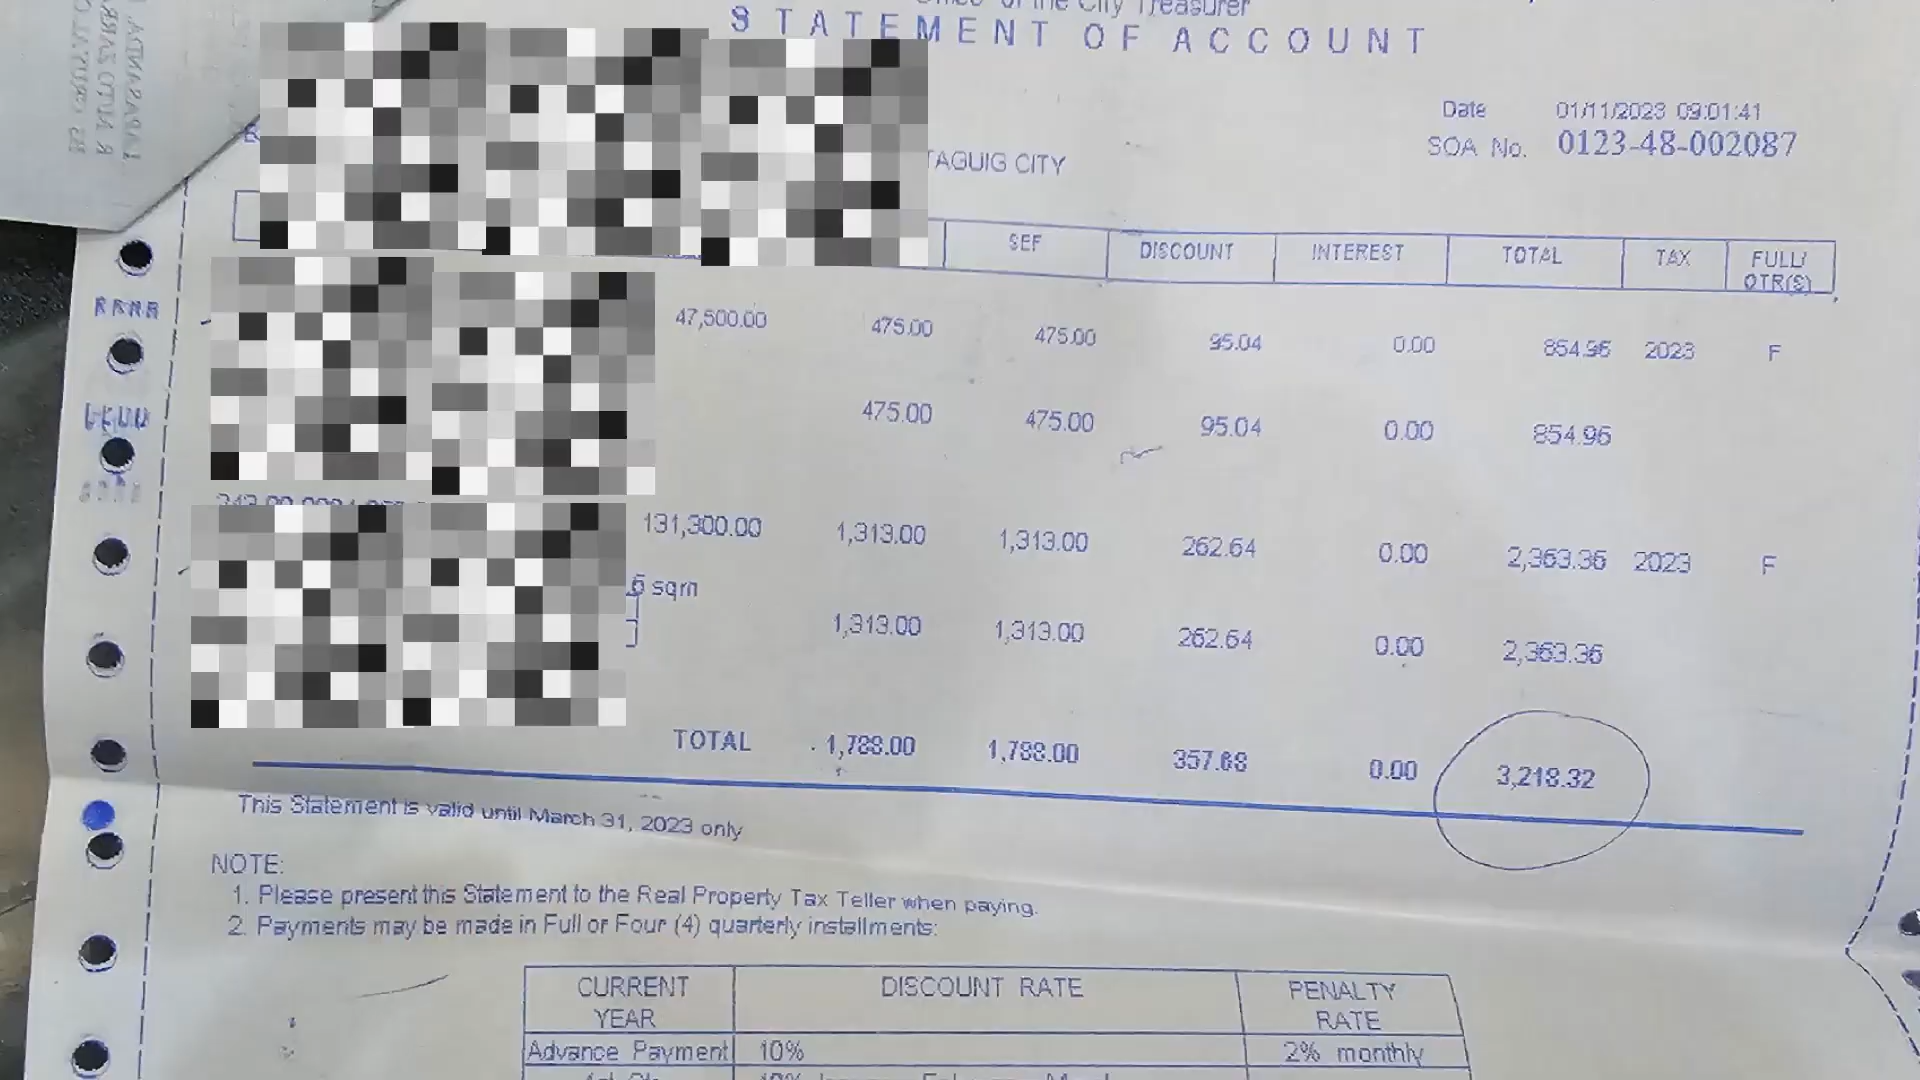 Office of the City Treasurer
STATEMENT OF ACCOUNT
Date 01/11/2023 09:01:41
SOA No. 0123-48-002087
TAGUIG CITY
SEF DISCOUNT INTEREST TOTAL TAX FULL/
QTR(S)
47,500.00 475.00 475.00 95.04 0.00 854.96 2023 F
475.00 475.00 95.04 0.00 854.96
131,300.00 1,313.00 1,313.00 262.64 0.00 2,363.36 2023 F
6 sqm
1,313.00 1,313.00 262.64 0.00 2,363.36
TOTAL 1,788.00 1,788.00 357.68 0.00 3,218.32
This Statement is valid until March 31, 2023 only
NOTE:
1. Please present this Statement to the Real Property Tax Teller when paying.
2. Payments may be made in Full or Four (4) quarterly installments:
CURRENT YEAR DISCOUNT RATE PENALTY RATE
Advance Payment 10% 2% monthly